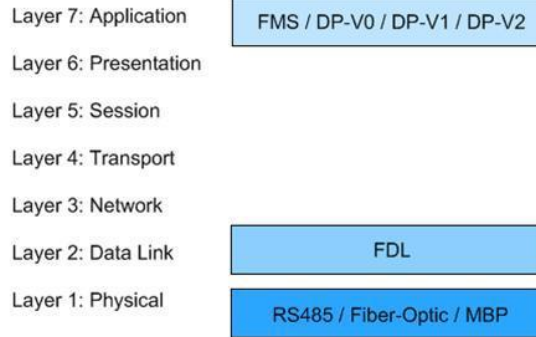 Layer 7: Application
FMS / DP-V0 / DP-V1 / DP-V2
Layer 6: Presentation
Layer 5: Session
Layer 4: Transport
Layer 3: Network
Layer 2: Data Link
FDL
Layer 1: Physical
RS485 / Fiber-Optic / MBP